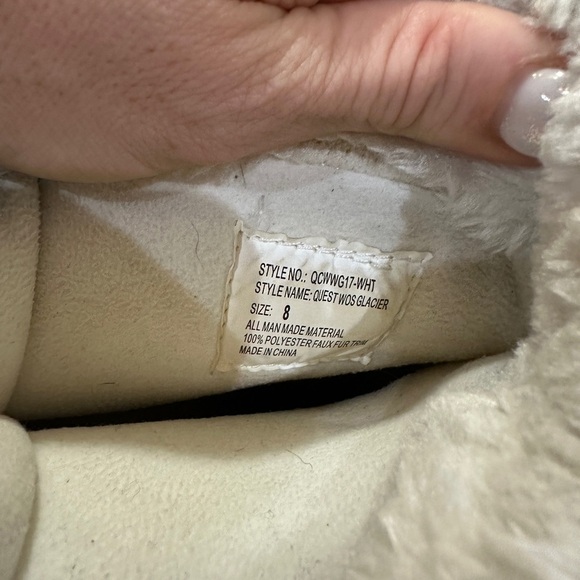 STYLE NO.: QCWWG17-WHT
STYLE NAME: QUEST WOS GLACIER
SIZE: 8
ALL MAN MADE MATERIAL
100% POLYESTER FAUX FUR TRIM
MADE IN CHINA